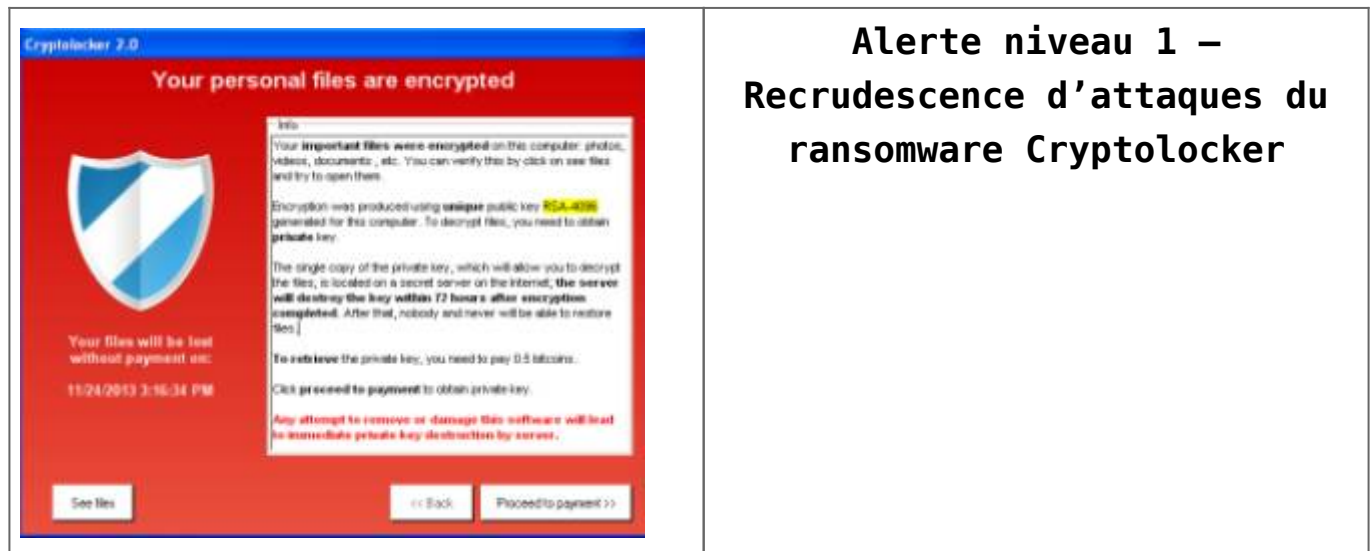 Cryptolocker 2.0
Your personal files are encrypted
Info
Your important files were encrypted on this computer: photos,
videos, documents , etc. You can verify this by click on see files
and try to open them.
Encryption was produced using unique public key RSA-4096
generated for this computer. To decrypt files, you need to obtain
private key.
The single copy of the private key, which will allow you to decrypt
the files, is located on a secret server on the Internet; the server
will destroy the key within 72 hours after encryption
completed. After that, nobody and never will be able to restore
files.
To retrieve the private key, you need to pay 0.5 bitcoins.
Click proceed to payment to obtain private key.
Any attempt to remove or damage this software will lead
to immediate private key destruction by server.
Your files will be lost
without payment on:
11/24/2013 3:16:34 PM
See files
<< Back
Proceed to payment >>
Alerte niveau 1 –
Recrudescence d’attaques du
ransomware Cryptolocker